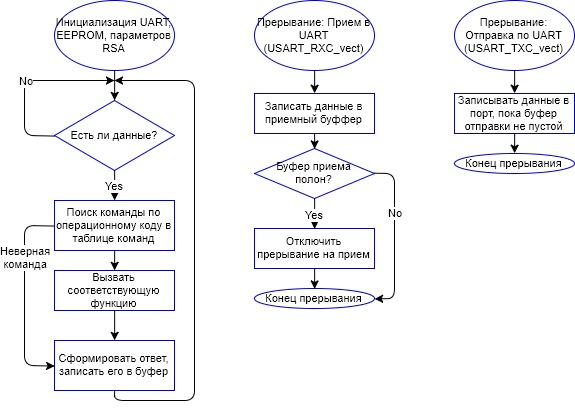 Инициализация UART,
EEPROM, параметров
RSA
No
Есть ли данные?
Yes
Поиск команды по
операционному коду в
таблице команд
Неверная
команда
Вызвать
соответствующую
функцию
Сформировать ответ,
записать его в буфер
Прерывание: Прием в
UART
(USART_RXC_vect)
Записать данные в
приемный буффер
Буфер приема
полон?
No
Yes
Отключить
прерывание на прием
Конец прерывания
Прерывание:
Отправка по UART
(USART_TXC_vect)
Записывать данные в
порт, пока буфер
отправки не пустой
Конец прерывания